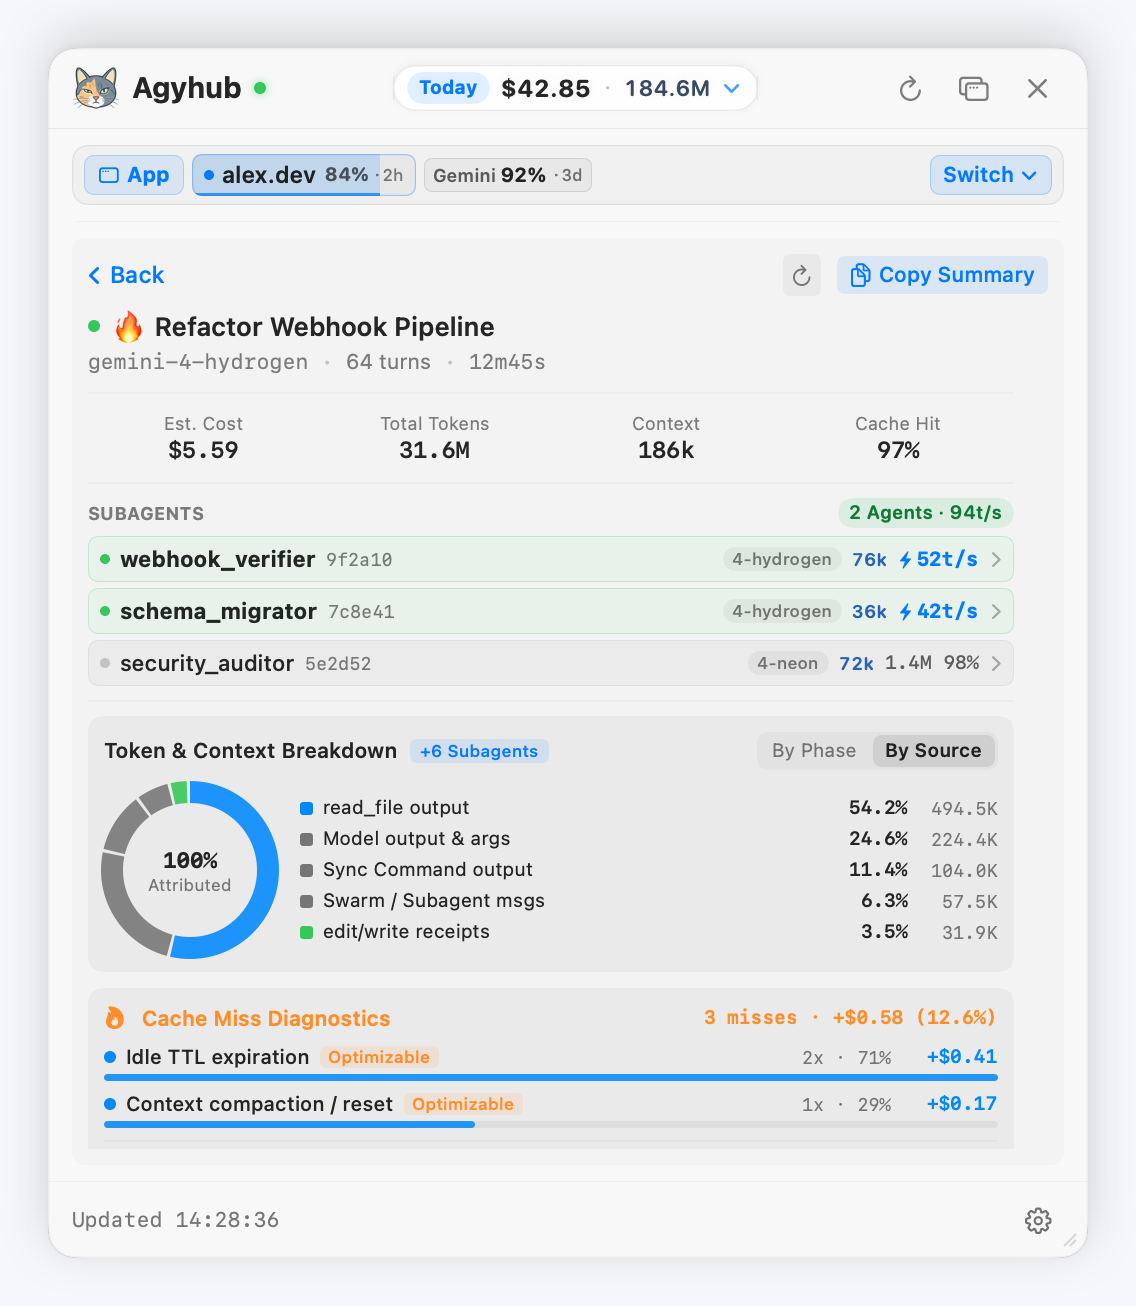 Agyhub
Today $42.85 · 184.6M
App
alex.dev 84% · 2h
Gemini 92% · 3d
Switch
Back
Copy Summary
Refactor Webhook Pipeline
gemini-4-hydrogen · 64 turns · 12m45s
Est. Cost Total Tokens Context Cache Hit
$5.59 31.6M 186k 97%
SUBAGENTS 2 Agents · 94t/s
webhook_verifier 9f2a10 4-hydrogen 76k 52t/s
schema_migrator 7c8e41 4-hydrogen 36k 42t/s
security_auditor 5e2d52 4-neon 72k 1.4M 98%
Token & Context Breakdown +6 Subagents By Phase By Source
100%
Attributed
read_file output 54.2% 494.5K
Model output & args 24.6% 224.4K
Sync Command output 11.4% 104.0K
Swarm / Subagent msgs 6.3% 57.5K
edit/write receipts 3.5% 31.9K
Cache Miss Diagnostics 3 misses · +$0.58 (12.6%)
Idle TTL expiration Optimizable 2x · 71% +$0.41
Context compaction / reset Optimizable 1x · 29% +$0.17
Updated 14:28:36